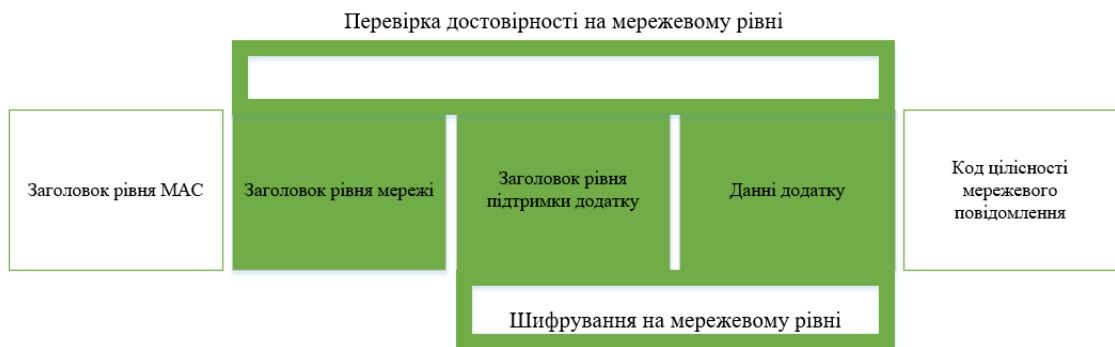 Перевірка достовірності на мережевому рівні
Заголовок рівня MAC
Заголовок рівня мережі
Заголовок рівня
підтримки додатку
Данні додатку
Код цілісності
мережевого
повідомлення
Шифрування на мережевому рівні